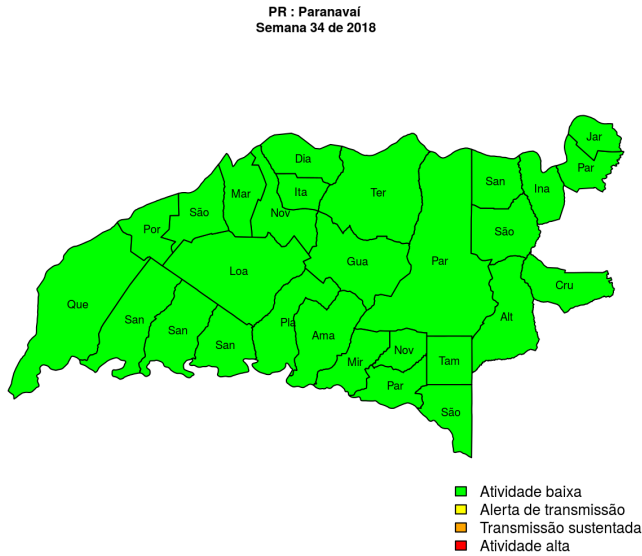 PR : Paranavaí
Semana 34 de 2018
Jar
Dia
Par
Ita
Mar
San
Ina
Ter
São
Nov
Por
São
Loa
Gua
Par
Cru
Que
San
San
Pla
Alt
Ama
San
Nov
Mir
Tam
Par
São
Atividade baixa
Alerta de transmissão
Transmissão sustentada
Atividade alta